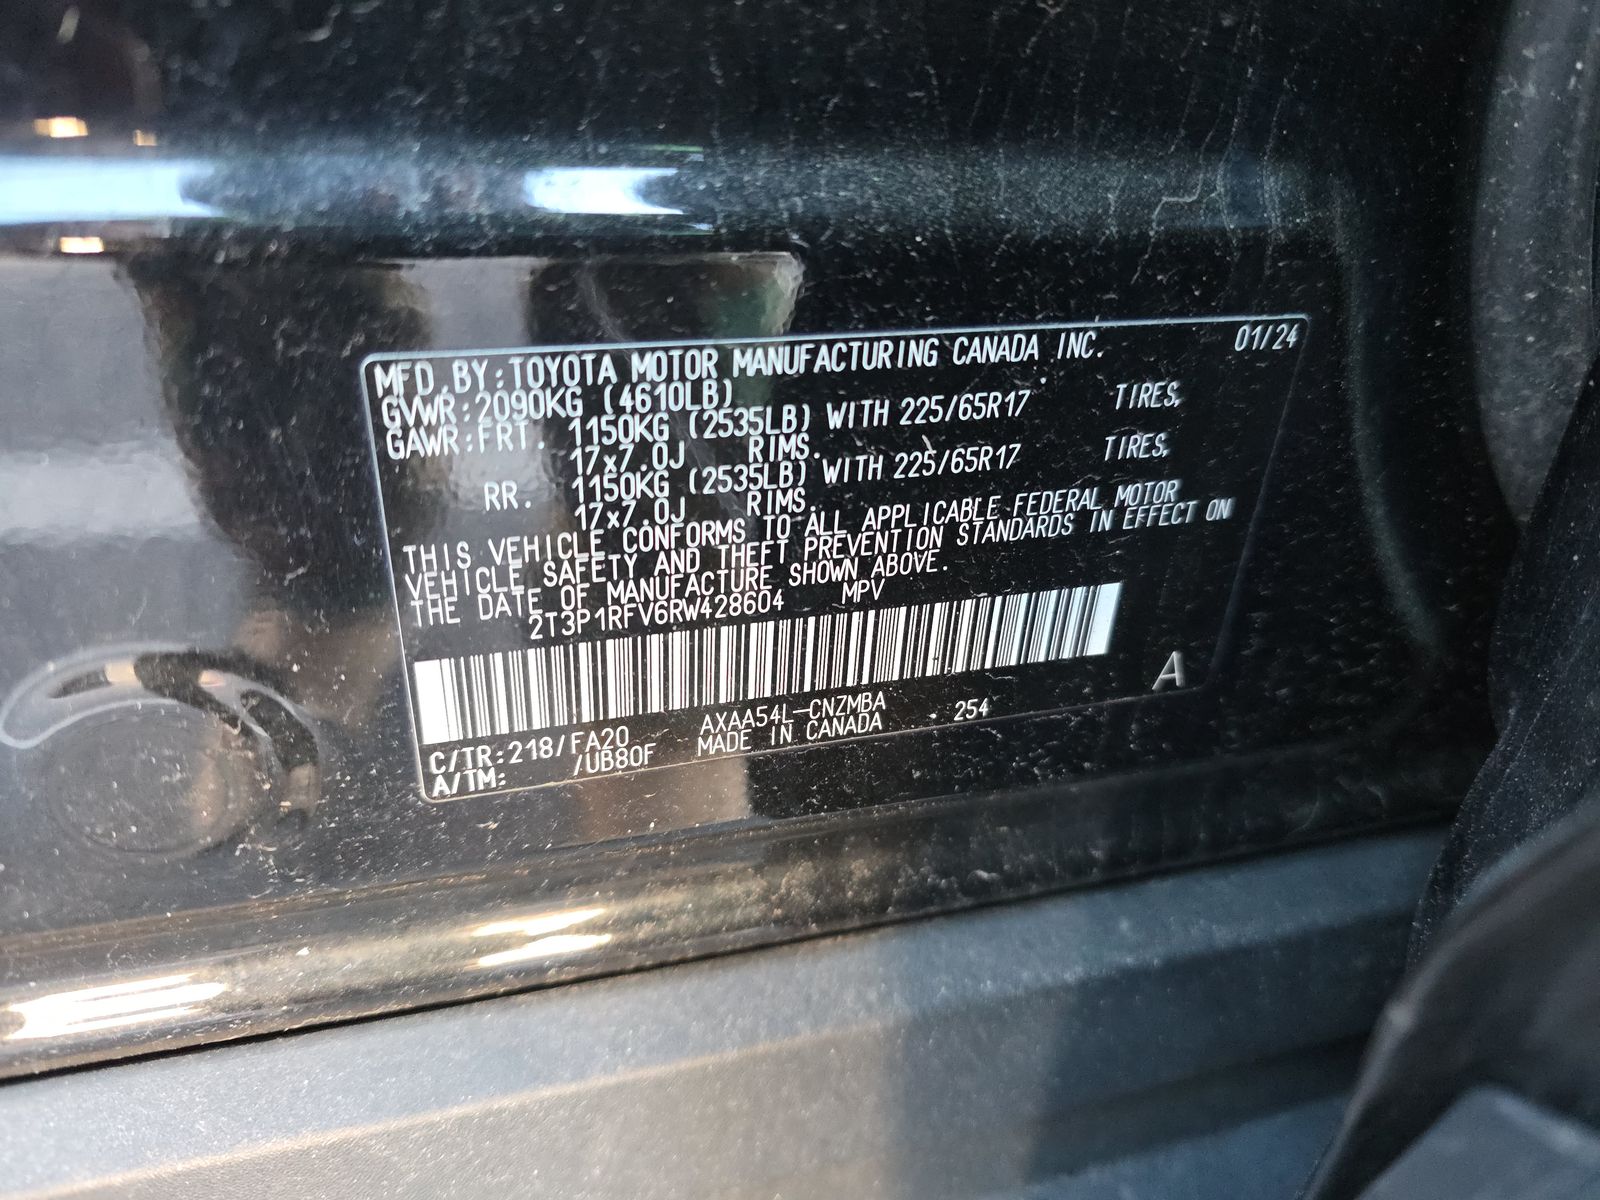 MFD. BY: TOYOTA MOTOR MANUFACTURING CANADA INC. 01/24
GVWR: 2090KG (4610LB)
GAWR: FRT. 1150KG (2535LB) WITH 225/65R17 TIRES,
17x7.0J RIMS.
RR. 1150KG (2535LB) WITH 225/65R17 TIRES,
17x7.0J RIMS.
THIS VEHICLE CONFORMS TO ALL APPLICABLE FEDERAL MOTOR
VEHICLE SAFETY AND THEFT PREVENTION STANDARDS IN EFFECT ON
THE DATE OF MANUFACTURE SHOWN ABOVE.
2T3P1RFV6RW428604 MPV
A
C/TR: 218/FA20 AXAA54L-CNZMBA 254
A/TM: /UB80F MADE IN CANADA